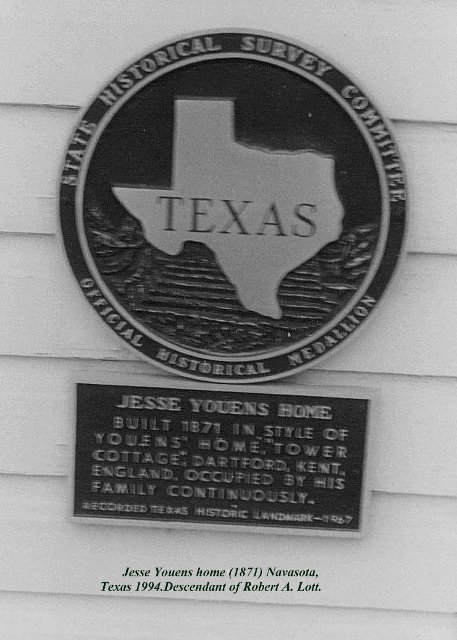 STATE HISTORICAL SURVEY COMMITTEE
TEXAS
OFFICIAL HISTORICAL MEDALLION
JESSE YOUENS HOME
BUILT 1871 IN STYLE OF
YOUENS' HOME, "TOWER
COTTAGE", DARTFORD, KENT,
ENGLAND. OCCUPIED BY HIS
FAMILY CONTINUOUSLY.
RECORDED TEXAS HISTORIC LANDMARK-1967
Jesse Youens home (1871) Navasota,
Texas 1994.Descendant of Robert A. Lott.